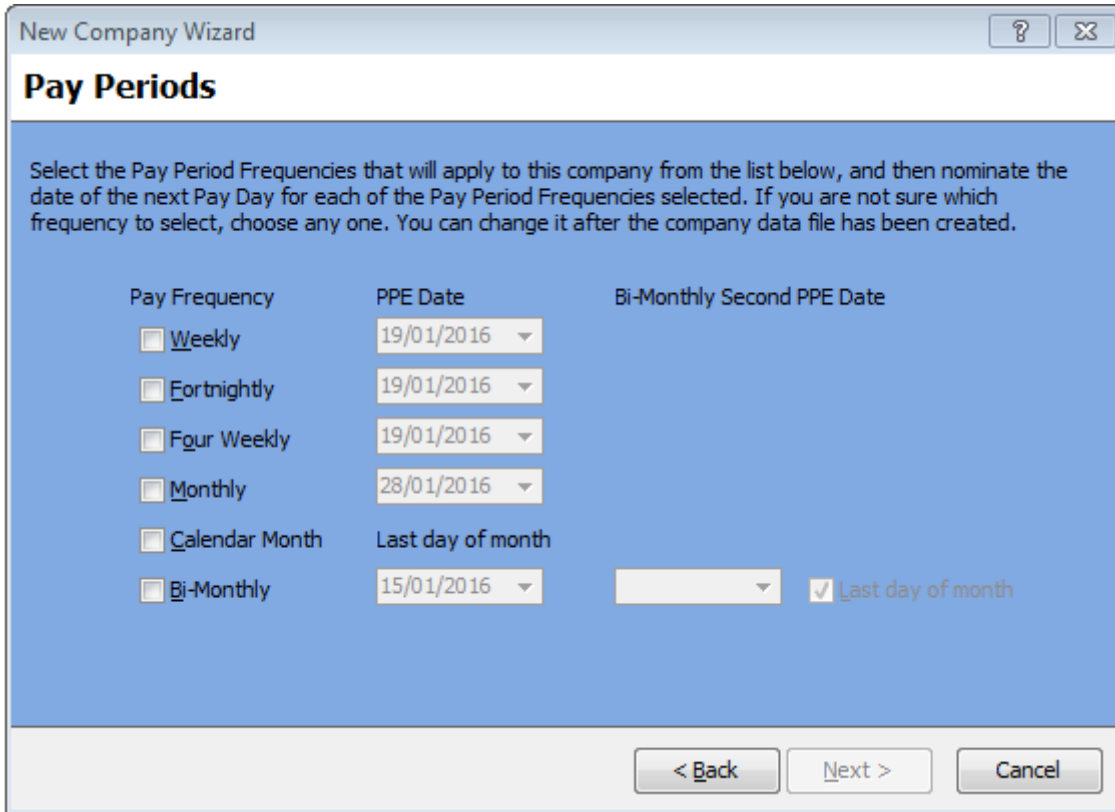 New Company Wizard
Pay Periods
Select the Pay Period Frequencies that will apply to this company from the list below, and then nominate the
date of the next Pay Day for each of the Pay Period Frequencies selected. If you are not sure which
frequency to select, choose any one. You can change it after the company data file has been created.
Pay Frequency PPE Date Bi-Monthly Second PPE Date
Weekly 19/01/2016
Fortnightly 19/01/2016
Four Weekly 19/01/2016
Monthly 28/01/2016
Calendar Month Last day of month
Bi-Monthly 15/01/2016 Last day of month
< Back Next > Cancel